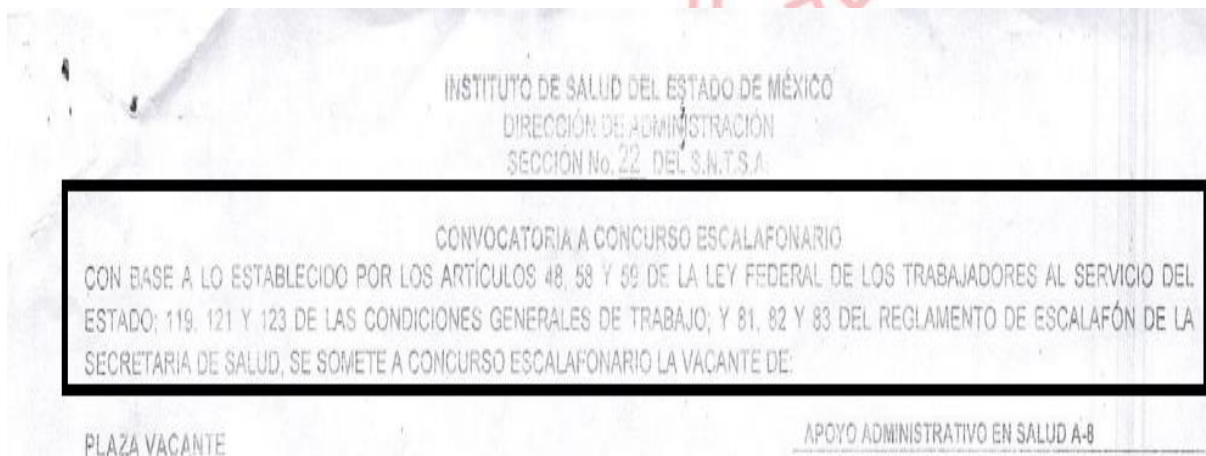 INSTITUTO DE SALUD DEL ESTADO DE MÉXICO
DIRECCIÓN DE ADMINISTRACIÓN
SECCIÓN No. 22 DEL S.N.T.S.A.
CONVOCATORIA A CONCURSO ESCALAFONARIO
CON BASE A LO ESTABLECIDO POR LOS ARTÍCULOS 48, 58 Y 59 DE LA LEY FEDERAL DE LOS TRABAJADORES AL SERVICIO DEL
ESTADO; 119, 121 Y 123 DE LAS CONDICIONES GENERALES DE TRABAJO; Y 81, 82 Y 83 DEL REGLAMENTO DE ESCALAFÓN DE LA
SECRETARIA DE SALUD, SE SOMETE A CONCURSO ESCALAFONARIO LA VACANTE DE:
PLAZA VACANTE APOYO ADMINISTRATIVO EN SALUD A-8